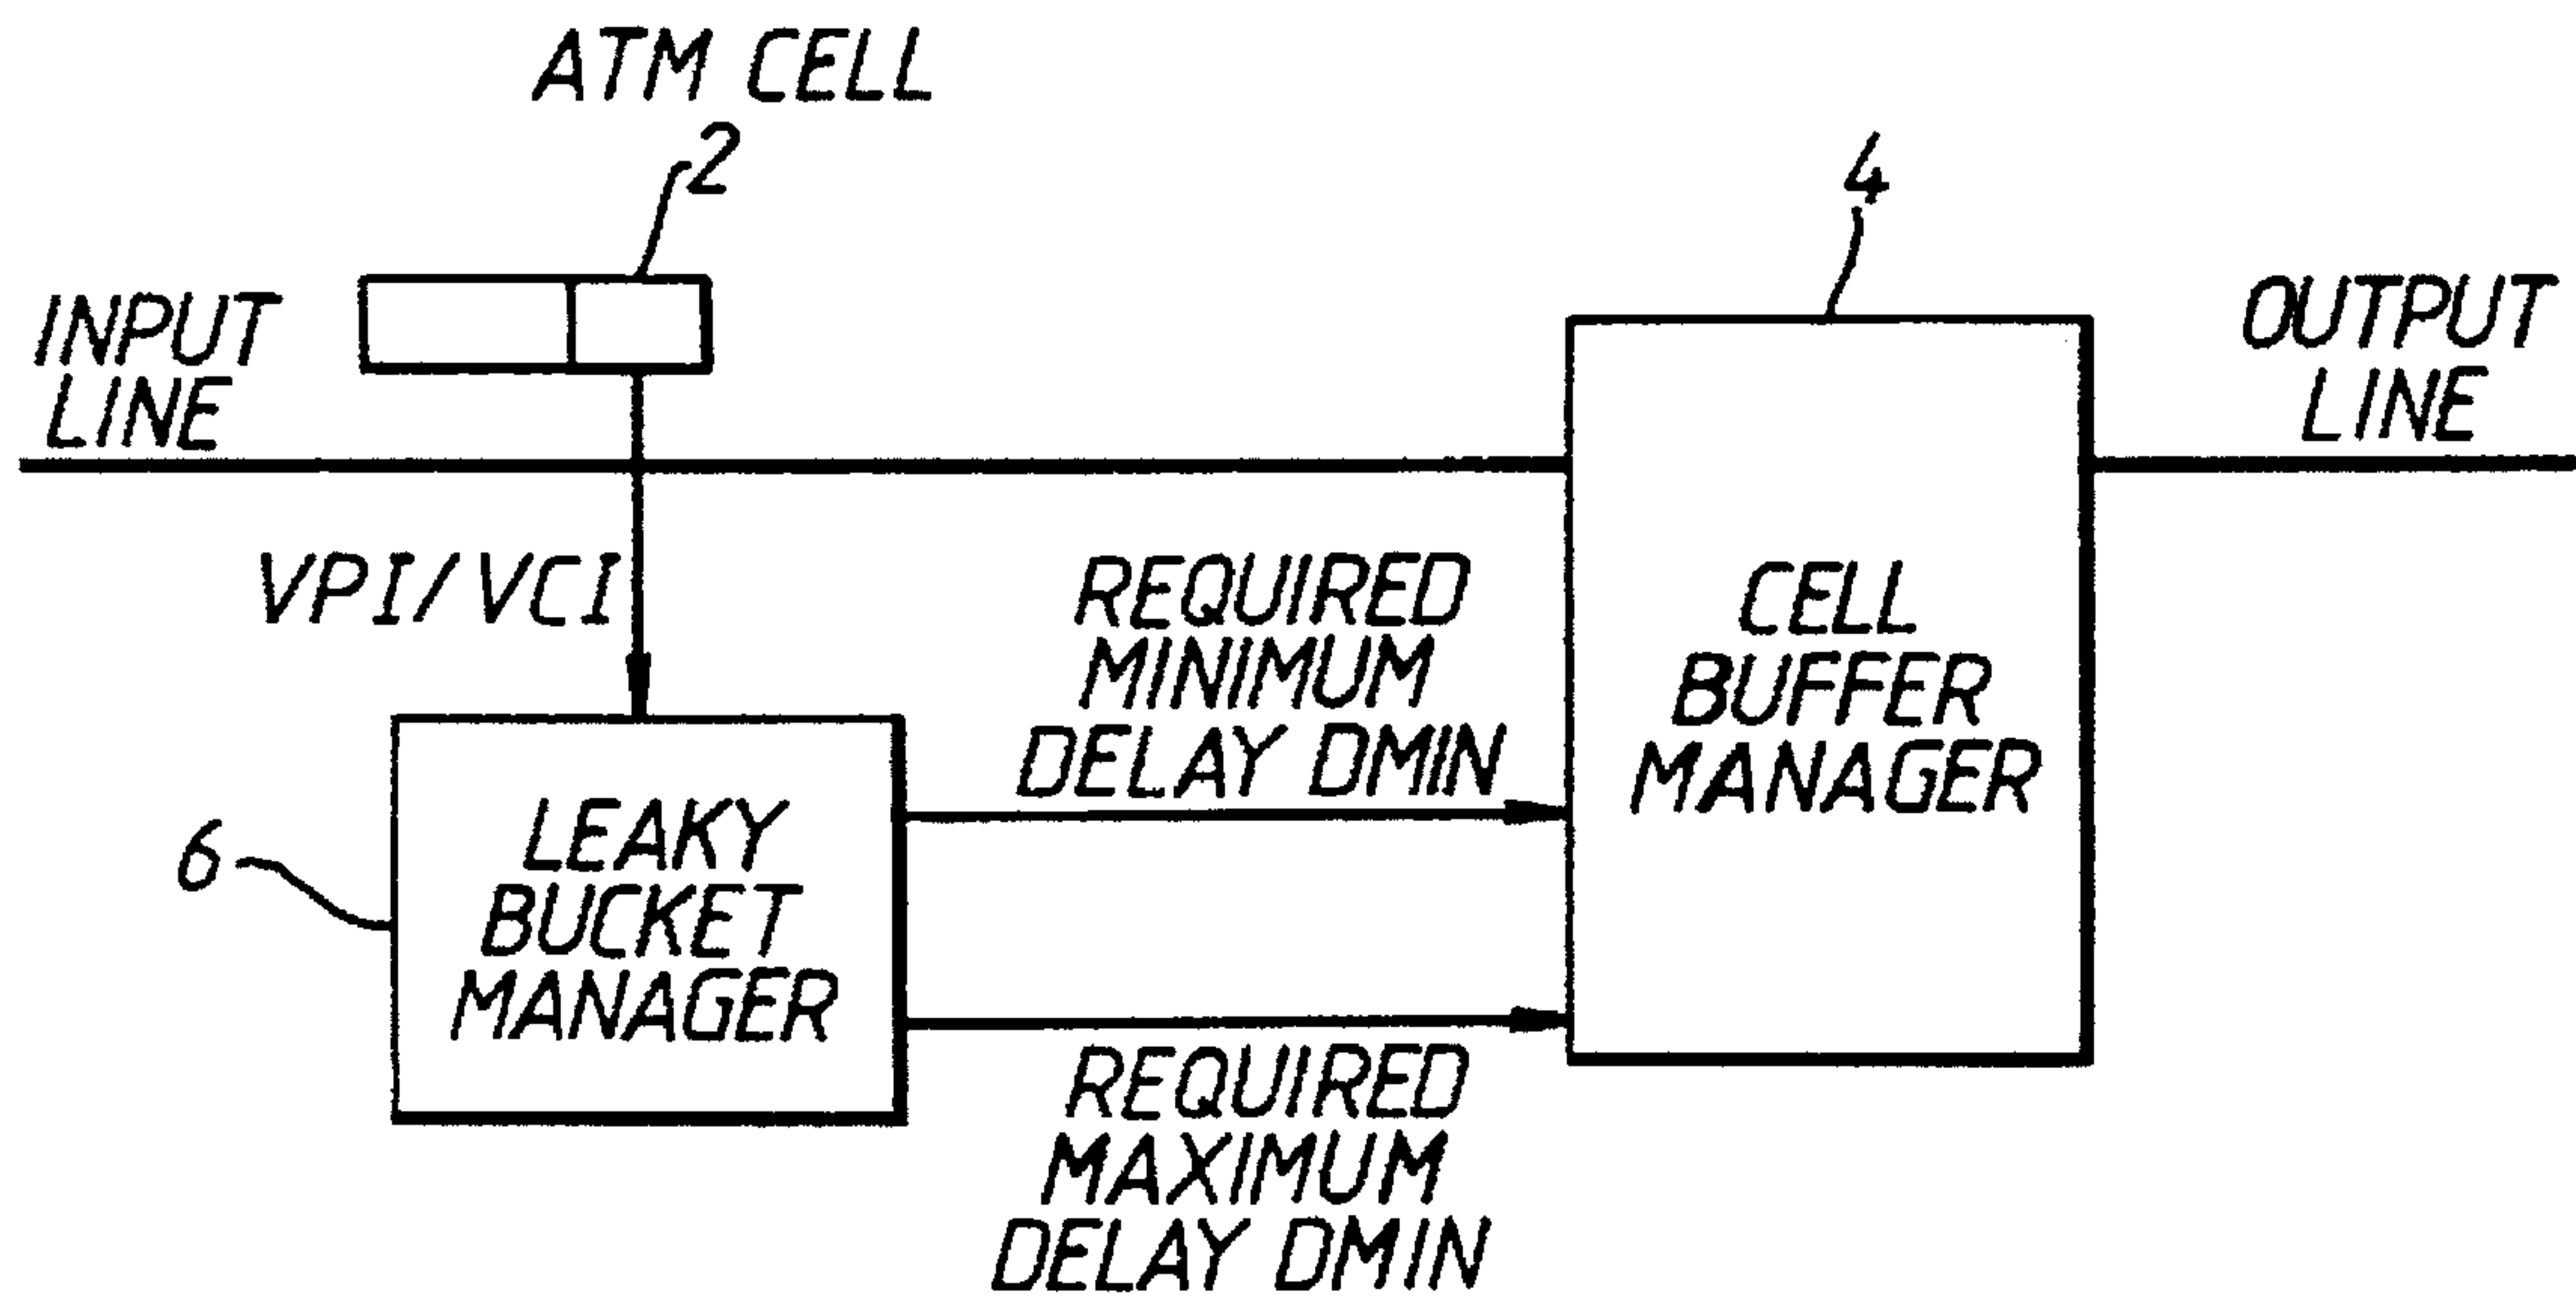 ATM CELL
2
4
INPUT
LINE
OUTPUT
LINE
VPI/VCI
REQUIRED
MINIMUM
DELAY DMIN
CELL
BUFFER
MANAGER
6
LEAKY
BUCKET
MANAGER
REQUIRED
MAXIMUM
DELAY DMIN